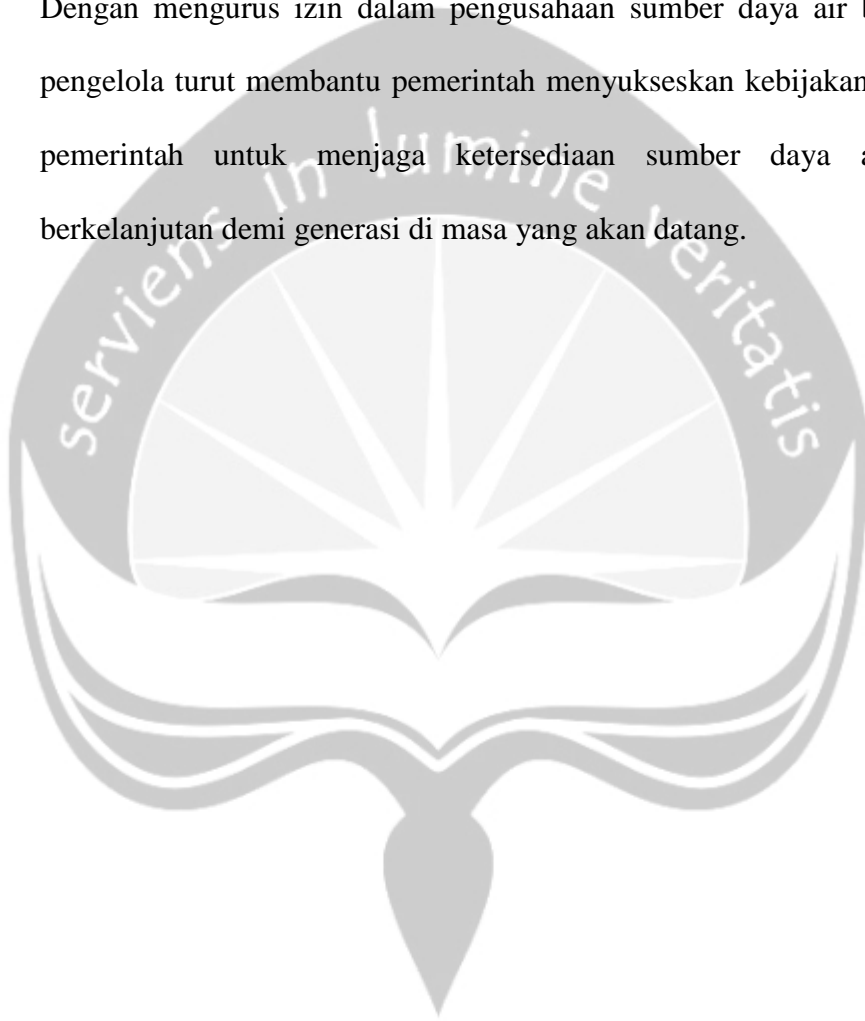 Dengan mengurus izin dalam pengusahaan sumber daya air
pengelola turut membantu pemerintah menyukseskan kebijakan
pemerintah untuk menjaga ketersediaan sumber daya
berkelanjutan demi generasi di masa yang akan datang.
serviens in lumine veritatis